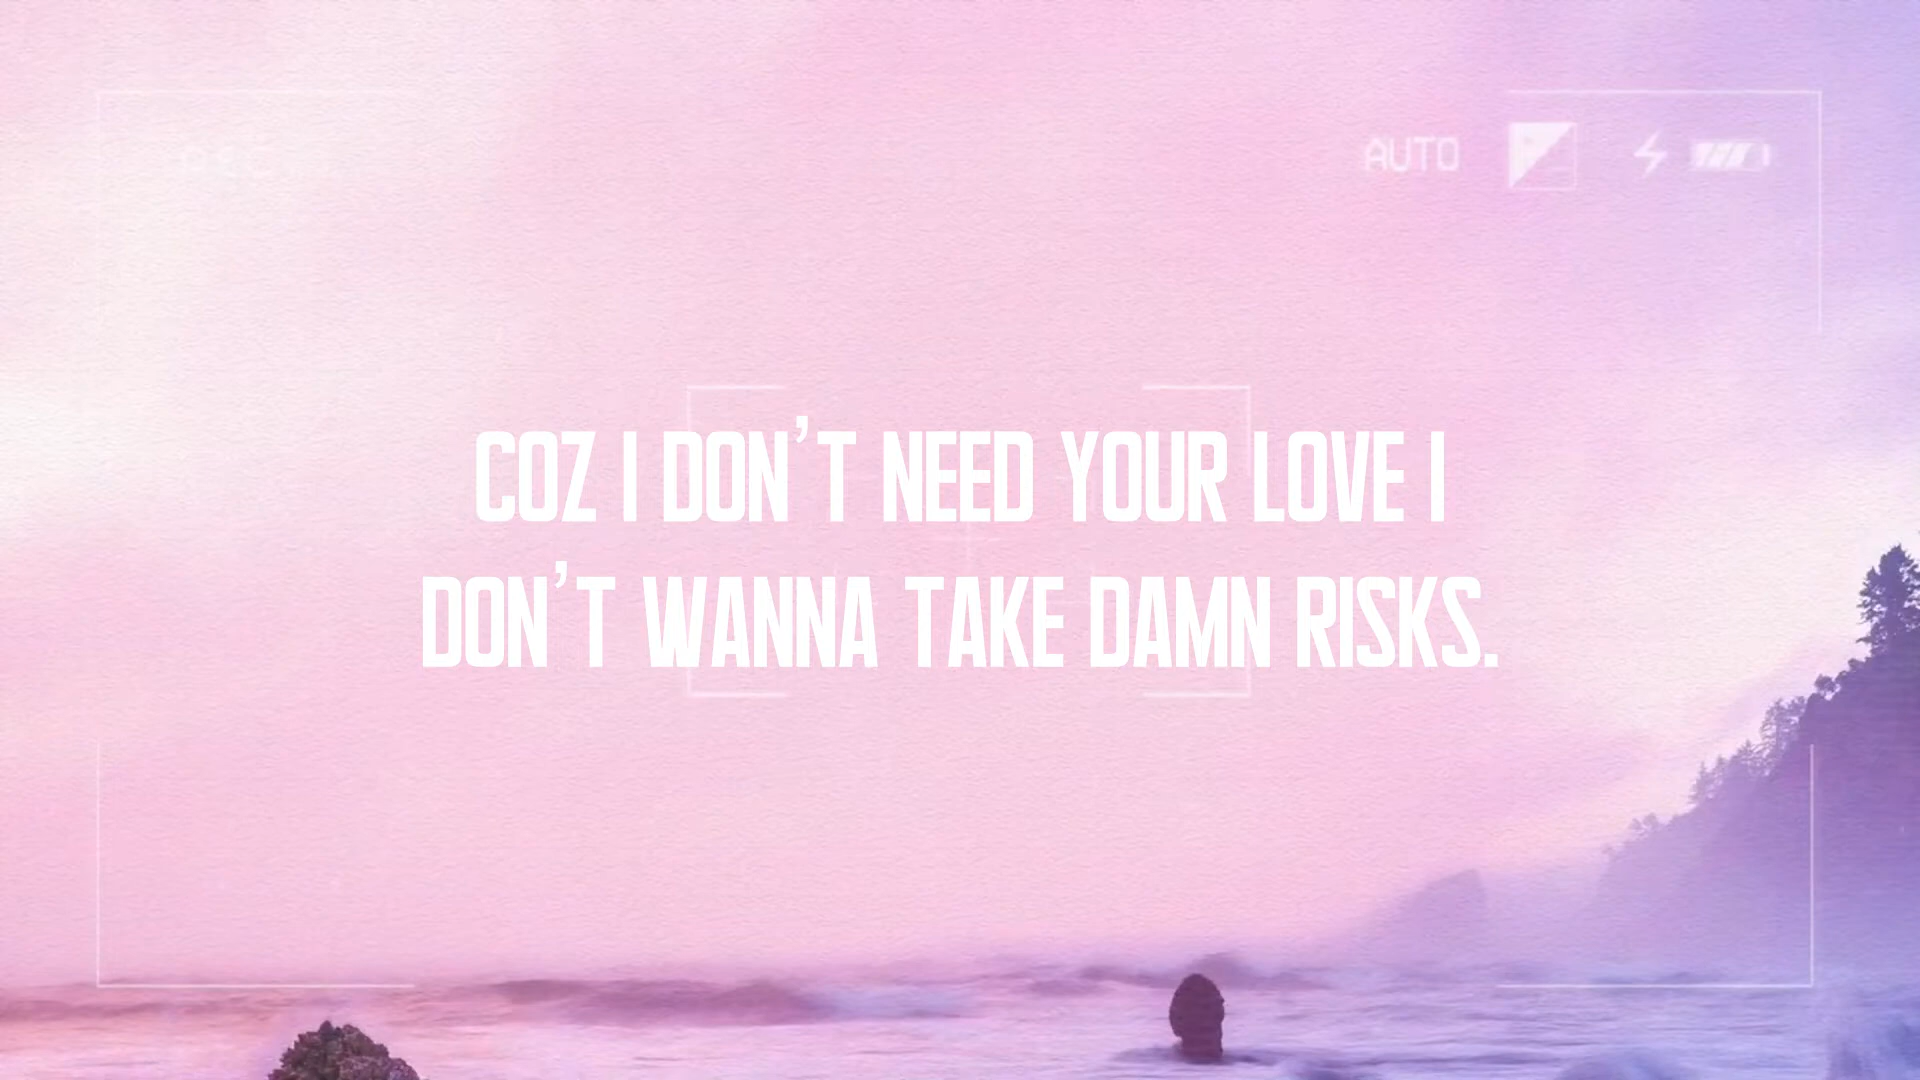 AUTO
COZ I DON'T NEED YOUR LOVE I
DON'T WANNA TAKE DAMN RISKS.